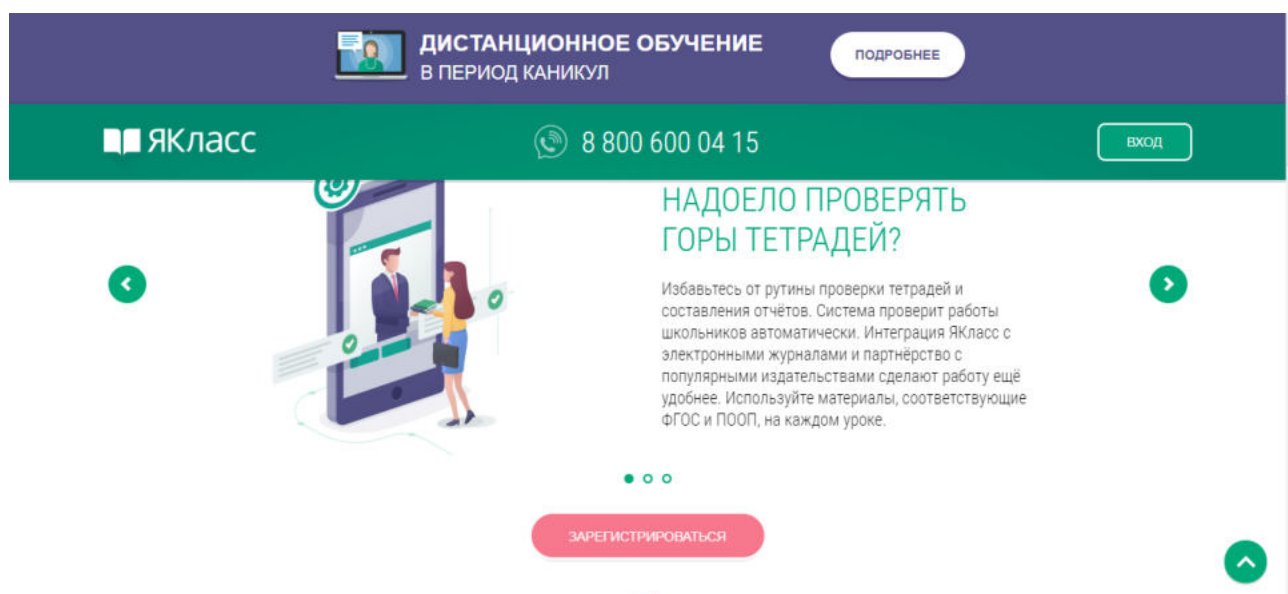 ДИСТАНЦИОННОЕ ОБУЧЕНИЕ
В ПЕРИОД КАНИКУЛ
ПОДРОБНЕЕ
ЯКласс
8 800 600 04 15
ВХОД
НАДОЕЛО ПРОВЕРЯТЬ
ГОРЫ ТЕТРАДЕЙ?
Избавьтесь от рутины проверки тетрадей и
составления отчётов. Система проверит работы
школьников автоматически. Интеграция ЯКласс с
электронными журналами и партнёрство с
популярными издательствами сделают работу ещё
удобнее. Используйте материалы, соответствующие
ФГОС и ПООП, на каждом уроке.
ЗАРЕГИСТРИРОВАТЬСЯ